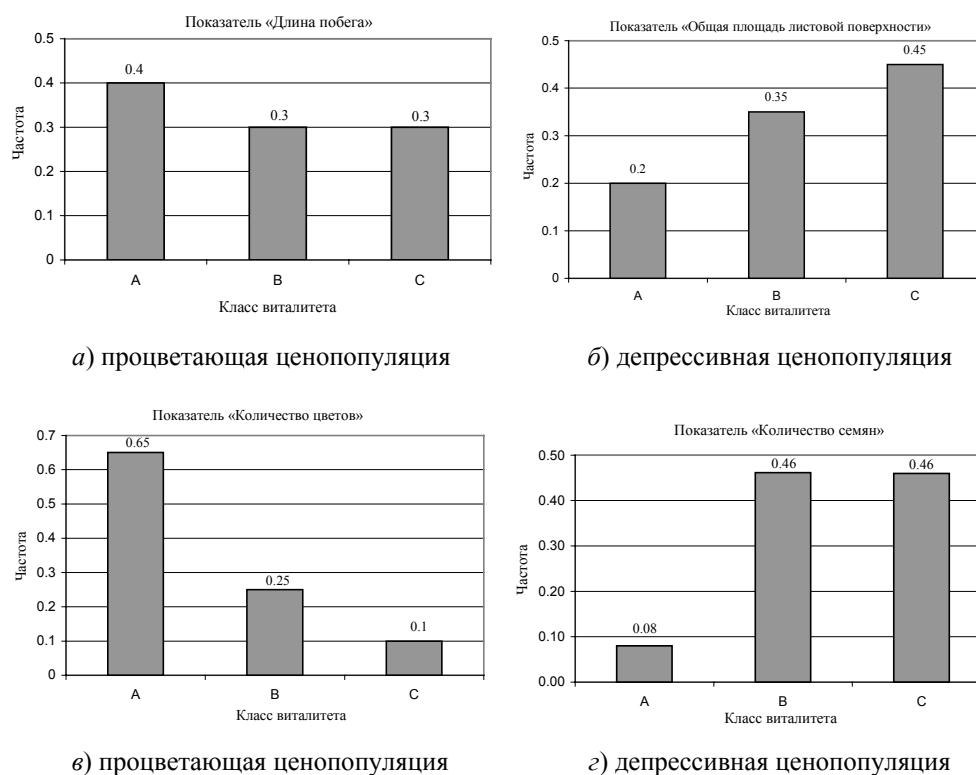 Показатель «Длина побега»
0.5
0.4
0.3
0.2
0.1
0
Частота
0.4
0.3
0.3
A
B
C
Класс виталитета
а) процветающая ценопопуляция
Показатель «Общая площадь листовой поверхности»
0.5
0.4
0.3
0.2
0.1
0
Частота
0.2
0.35
0.45
A
B
C
Класс виталитета
б) депрессивная ценопопуляция
Показатель «Количество цветов»
0.7
0.6
0.5
0.4
0.3
0.2
0.1
0
Частота
0.65
0.25
0.1
A
B
C
Класс виталитета
в) процветающая ценопопуляция
Показатель «Количество семян»
0.50
0.40
0.30
0.20
0.10
0.00
Частота
0.08
0.46
0.46
A
B
C
Класс виталитета
г) депрессивная ценопопуляция